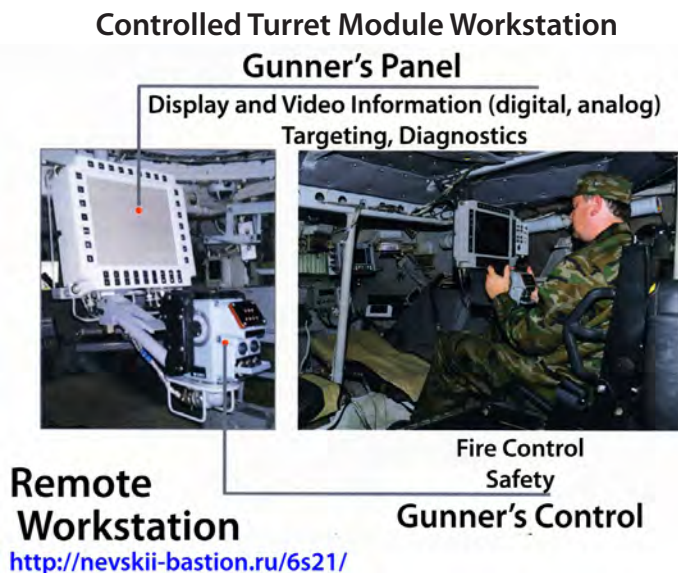 Controlled Turret Module Workstation
Gunner's Panel
Display and Video Information (digital, analog)
Targeting, Diagnostics
Fire Control
Safety
Gunner's Control
Remote
Workstation
http://nevskii-bastion.ru/6s21/